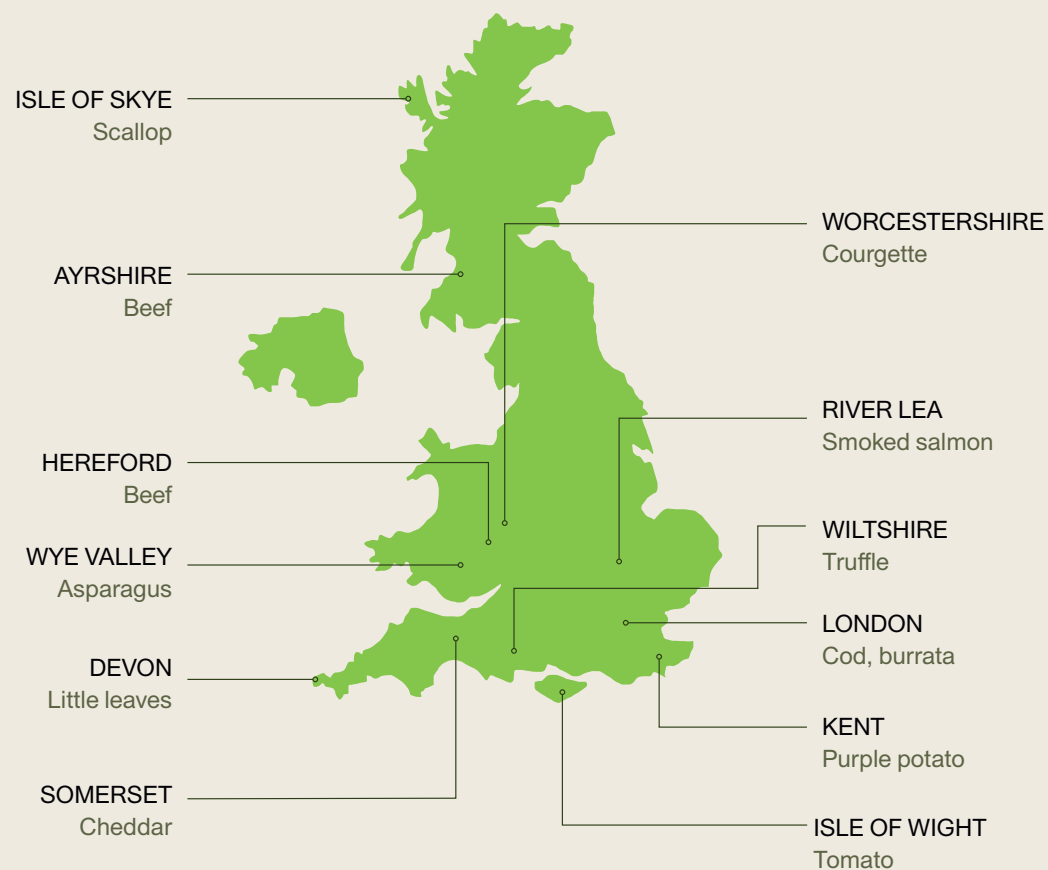 ISLE OF SKYE
Scallop
AYRSHIRE
Beef
HEREFORD
Beef
WYE VALLEY
Asparagus
DEVON
Little leaves
SOMERSET
Cheddar
WORCESTERSHIRE
Courgette
RIVER LEA
Smoked salmon
WILTSHIRE
Truffle
LONDON
Cod, burrata
KENT
Purple potato
ISLE OF WIGHT
Tomato